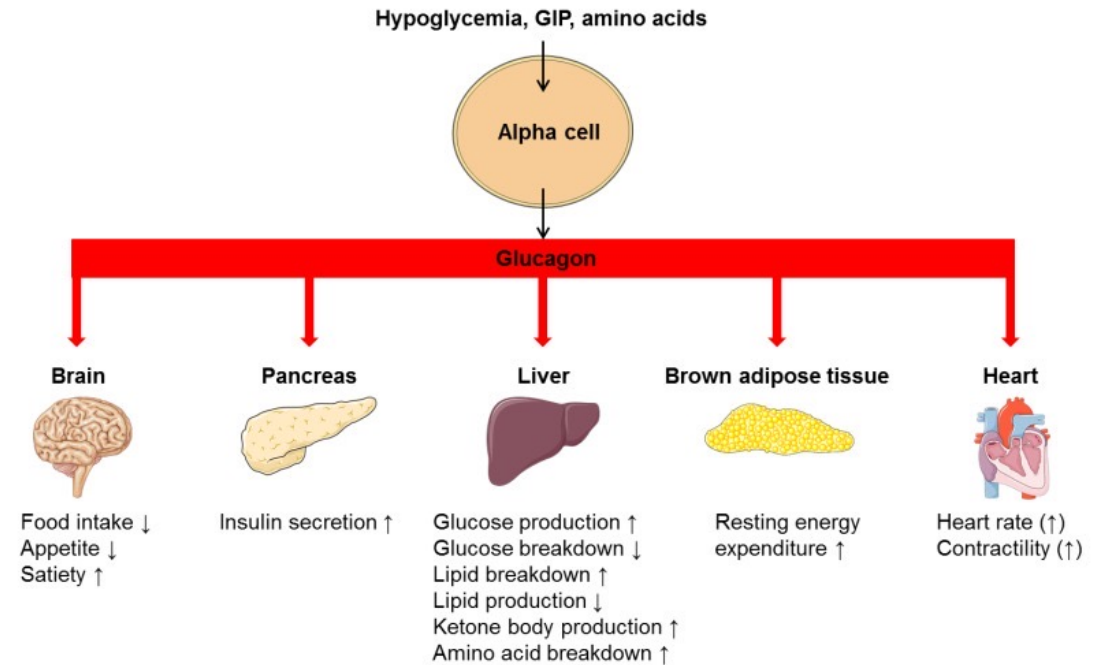 Hypoglycemia, GIP, amino acids
Alpha cell
Glucagon
Brain
Food intake ↓
Appetite ↓
Satiety ↑
Pancreas
Insulin secretion ↑
Liver
Glucose production ↑
Glucose breakdown ↓
Lipid breakdown ↑
Lipid production ↓
Ketone body production ↑
Amino acid breakdown ↑
Brown adipose tissue
Resting energy
expenditure ↑
Heart
Heart rate (↑)
Contractility (↑)